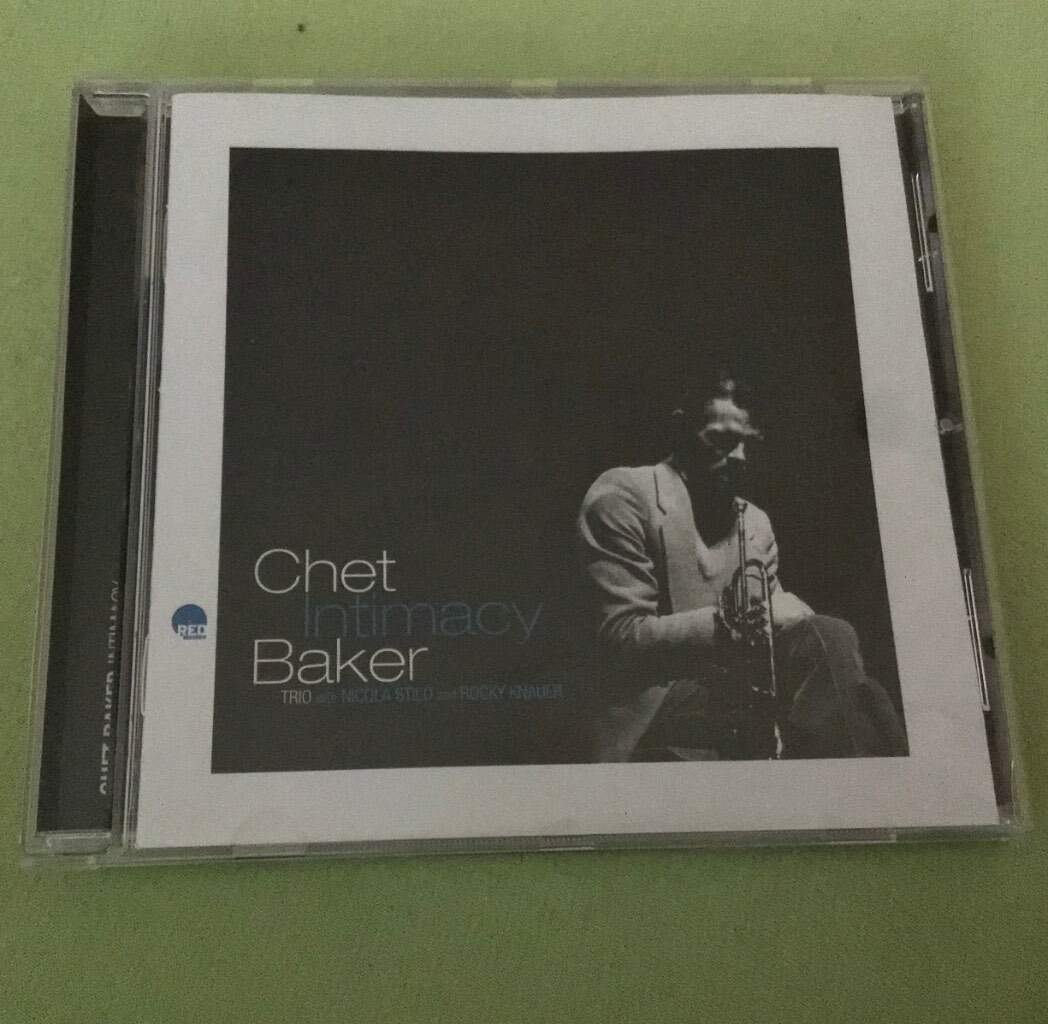 Chet
Intimacy
Baker
TRIO with NICOLA STILO and ROCKY KNAUER
RED
CHET BAKER INTIMACY